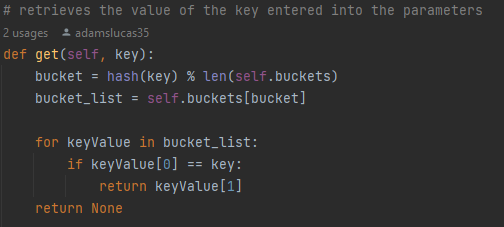 # retrieves the value of the key entered into the parameters
2 usages adamslucas35
def get(self, key):
    bucket = hash(key) % len(self.buckets)
    bucket_list = self.buckets[bucket]

    for keyValue in bucket_list:
        if keyValue[0] == key:
            return keyValue[1]
    return None